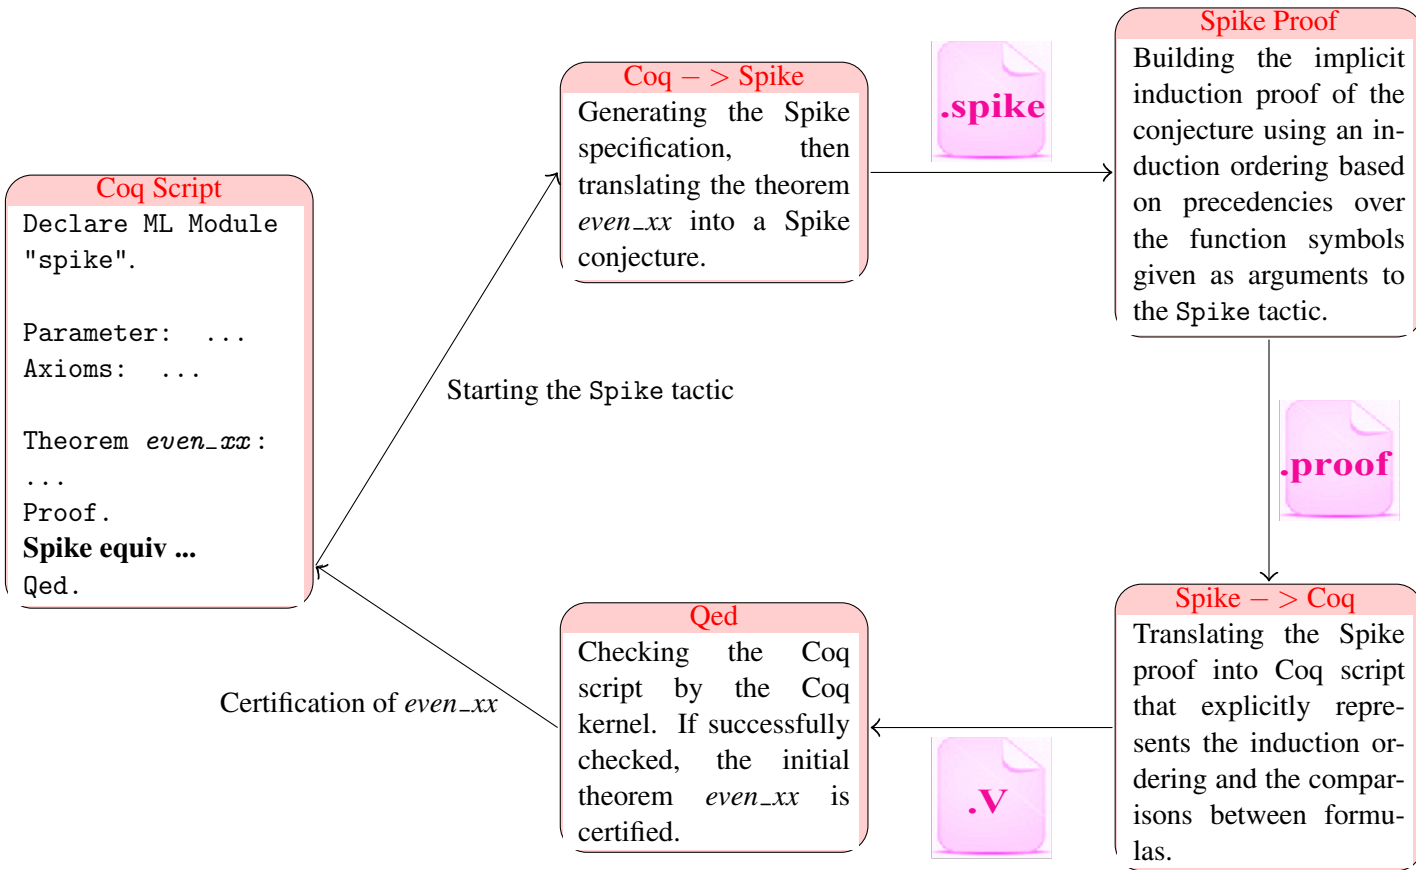 Coq Script
Declare ML Module
"spike".
Parameter: ...
Axioms: ...
Theorem even_xx:
...
Proof.
Spike equiv ...
Qed.
Starting the Spike tactic
Coq − > Spike
Generating the Spike
specification, then
translating the theorem
even_xx into a Spike
conjecture.
.spike
Spike Proof
Building the implicit
induction proof of the
conjecture using an in-
duction ordering based
on precedencies over
the function symbols
given as arguments to
the Spike tactic.
.proof
Spike − > Coq
Translating the Spike
proof into Coq script
that explicitly repre-
sents the induction or-
dering and the compar-
isons between formu-
las.
.V
Qed
Checking the Coq
script by the Coq
kernel. If successfully
checked, the initial
theorem even_xx is
certified.
Certification of even_xx